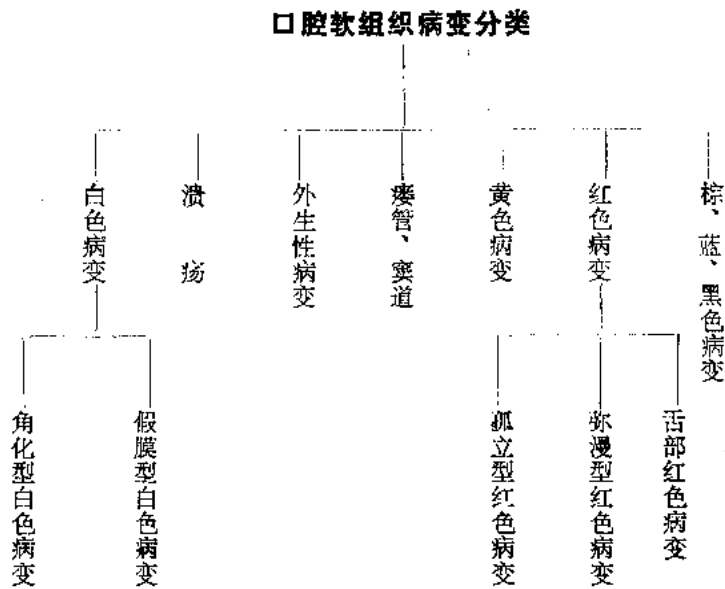 口腔软组织病变分类
白色病变
溃疡
外生性病变
瘘管、窦道
黄色病变
红色病变
棕、蓝、黑色病变
角化型白色病变
假膜型白色病变
孤立型红色病变
弥漫型红色病变
舌部红色病变